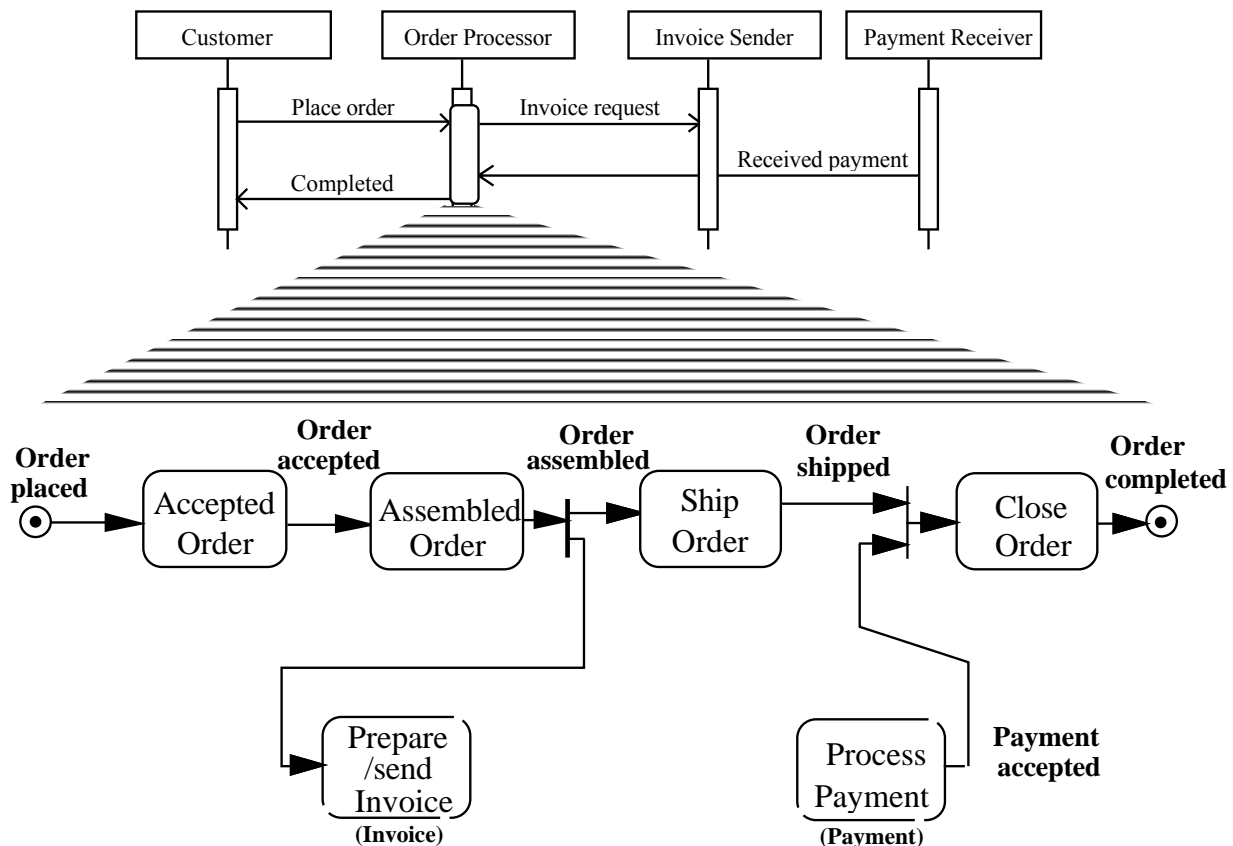 Customer
Order Processor
Invoice Sender
Payment Receiver
Place order
Invoice request
Received payment
Completed
Order
placed
Order
accepted
Order
assembled
Order
shipped
Order
completed
Accepted
Order
Assembled
Order
Ship
Order
Close
Order
Prepare
/send
Invoice
(Invoice)
Process
Payment
(Payment)
Payment
accepted